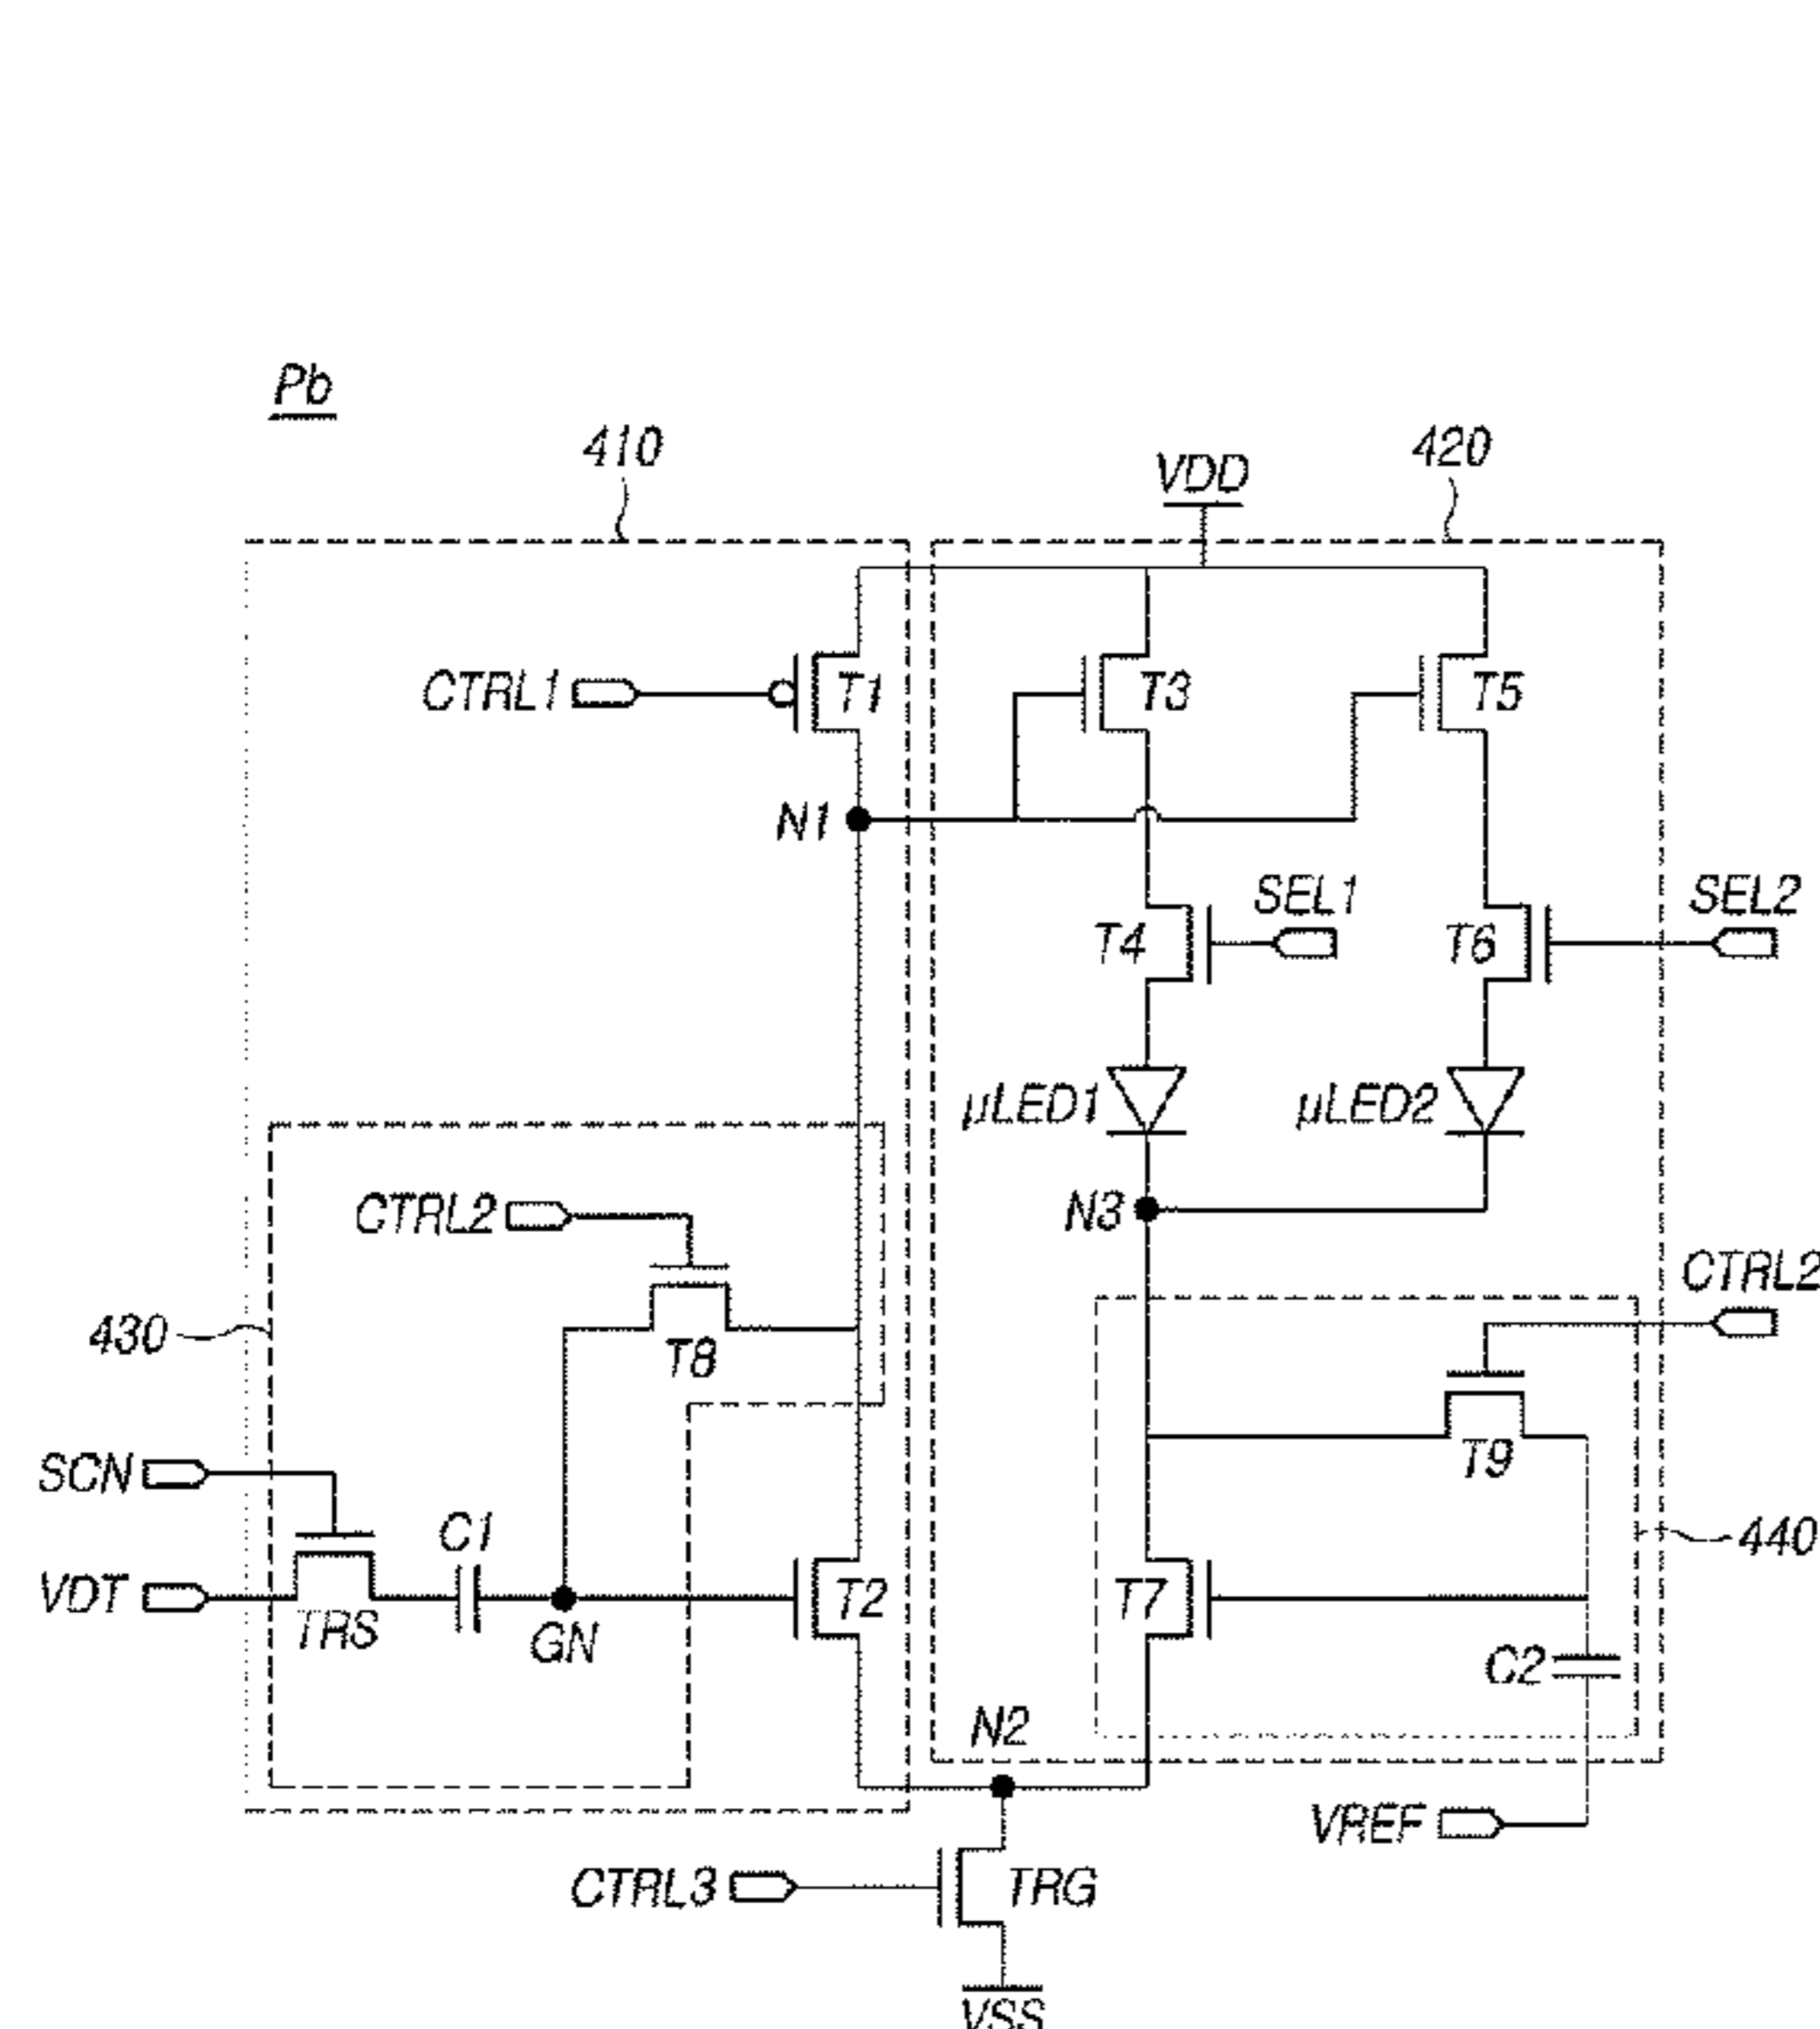 Pb
410
420
VDD
CTRL1
T1
T3
T5
N1
SEL1
SEL2
T4
T6
μLED1
μLED2
CTRL2
N3
CTRL2
430
T8
SCN
T9
C1
440
VDT
TRS
GN
T2
T7
C2
N2
VREF
CTRL3
TRG
VSS